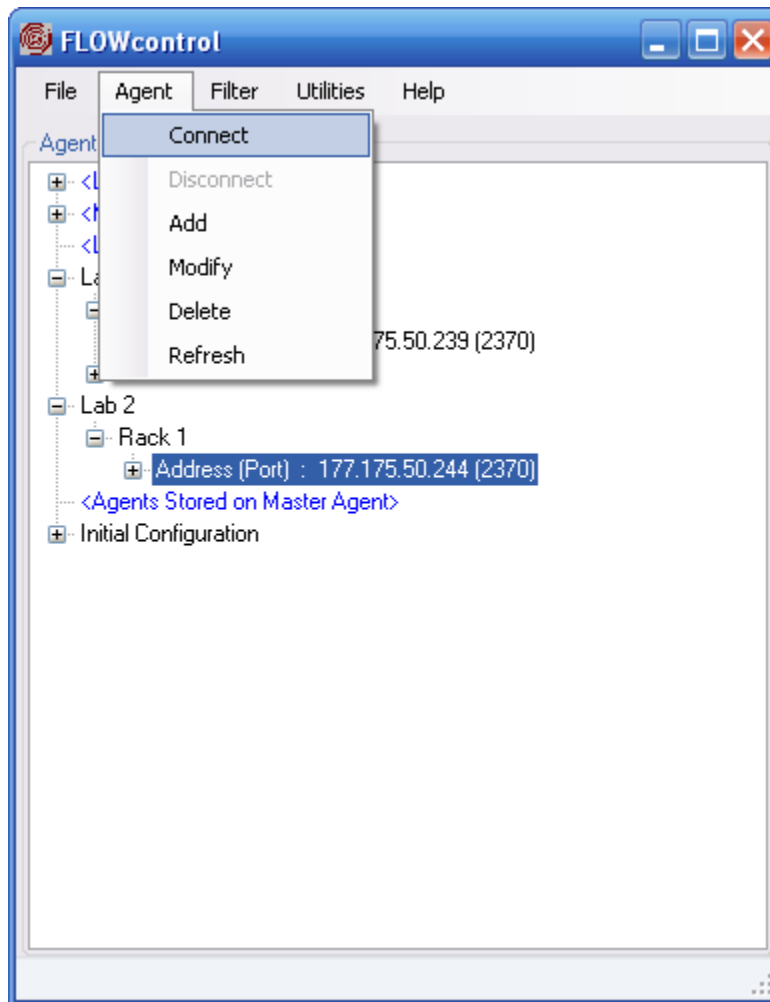 FLOWcontrol
File Agent Filter Utilities Help
Agent
Connect
Disconnect
Add
Modify
Delete
Refresh
75.50.239 (2370)
Lab 2
Rack 1
Address (Port) : 177.175.50.244 (2370)
<Agents Stored on Master Agent>
Initial Configuration